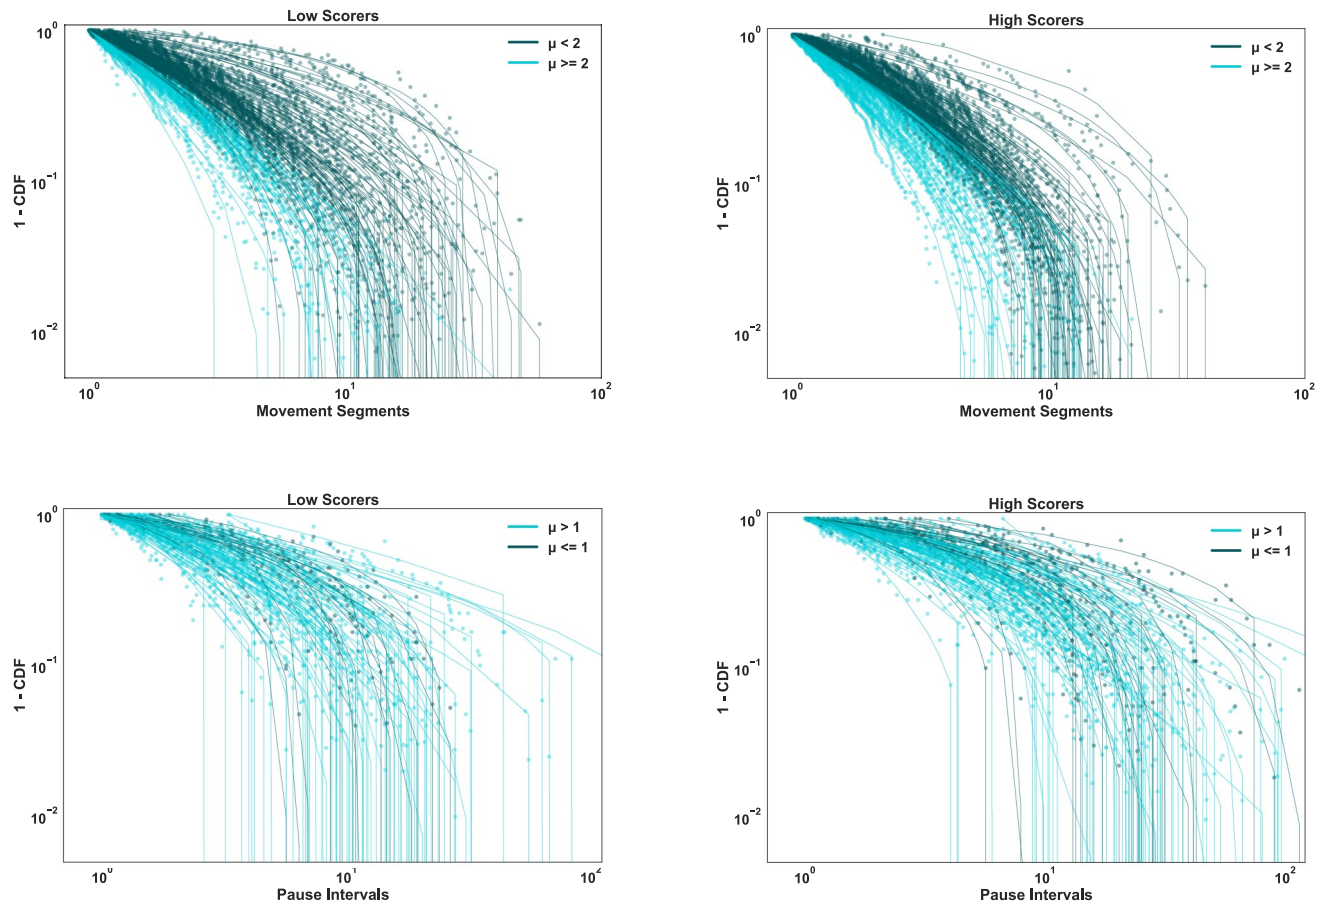 Low Scorers
10⁰
μ < 2
μ >= 2
10⁻¹
1 - CDF
10⁻²
10⁰ 10¹ 10²
Movement Segments
High Scorers
10⁰
μ < 2
μ >= 2
10⁻¹
1 - CDF
10⁻²
10⁰ 10¹ 10²
Movement Segments
Low Scorers
10⁰
μ > 1
μ <= 1
10⁻¹
1 - CDF
10⁻²
10⁰ 10¹ 10²
Pause Intervals
High Scorers
10⁰
μ > 1
μ <= 1
10⁻¹
1 - CDF
10⁻²
10⁰ 10¹ 10²
Pause Intervals